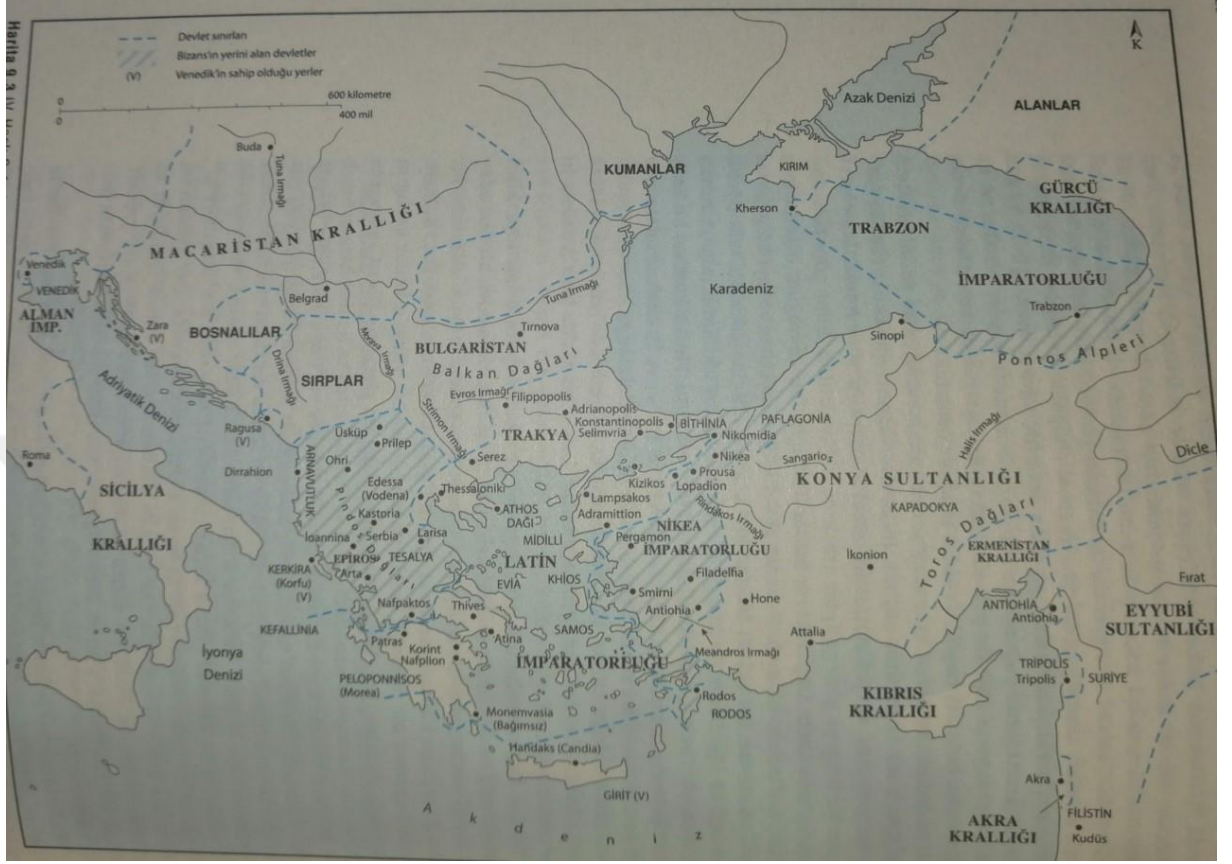 Harita 9.3 IV.
Devlet sınırları
Bizans'ın yerini alan devletler
(V) Venedik'in sahip olduğu yerler
0 600 kilometre
0 400 mil
K
Azak Denizi
ALANLAR
Buda
Tuna Irmağı
KUMANLAR
KIRIM
Kherson
GÜRCÜ
KRALLIĞI
MACARİSTAN KRALLIĞI
TRABZON
İMPARATORLUĞU
Venedik
VENEDİK
ALMAN
İMP.
Zara
(V)
Belgrad
BOSNALILAR
Drina Irmağı
Morava Irmağı
SIRPLAR
Tuna Irmağı
Karadeniz
Trabzon
Sinopi
Pontos Alpleri
Tırnova
BULGARİSTAN
Balkan Dağları
Adriyatik Denizi
Ragusa
(V)
Evros Irmağı
Filippopolis
Strimon Irmağı
Adrianopolis
Konstantinopolis
Selimvria
BİTHİNİA
PAFLAGONİA
TRAKYA
Nikomidia
Üsküp
Prilep
Ohri
Serez
Nikea
Sangarios
Halis Irmağı
Dicle
Roma
Dirrahion
ARNAVUTLUK
Pindos Dağları
Edessa
(Vodena)
Thessaloniki
Kizikos
Prousa
Lopadion
KONYA SULTANLIĞI
SİCİLYA
KRALLIĞI
Lampsakos
ATHOS
DAĞI
Adramittion
Rindakos Irmağı
KAPADOKYA
Toros Dağları
Kastoria
Ioannina
Serbia
Larisa
MİDİLLİ
NİKEA
İMPARATORLUĞU
Pergamon
ERMENİSTAN
KRALLIĞI
KERKİRA
(Korfu)
(V)
EPİROS
TESALYA
Arta
LATİN
İMPARATORLUĞU
EVİA
KHİOS
Filadelfia
İkonion
Fırat
Nafpaktos
Thives
Smirni
Hone
Antiohia
ANTİOHİA
Antiohia
EYYUBİ
SULTANLIĞI
KEFALLİNİA
Patras
Atina
SAMOS
Meandros Irmağı
Attalia
İyonya
Denizi
Korint
Nafplion
PELOPONNİSOS
(Morea)
TRİPOLİS
Tripolis
SURİYE
Rodos
RODOS
KIBRIS
KRALLIĞI
Monemvasia
(Bağımsız)
Handaks (Candia)
GİRİT (V)
Akdeniz
Akra
AKRA
KRALLIĞI
FİLİSTİN
Kudüs